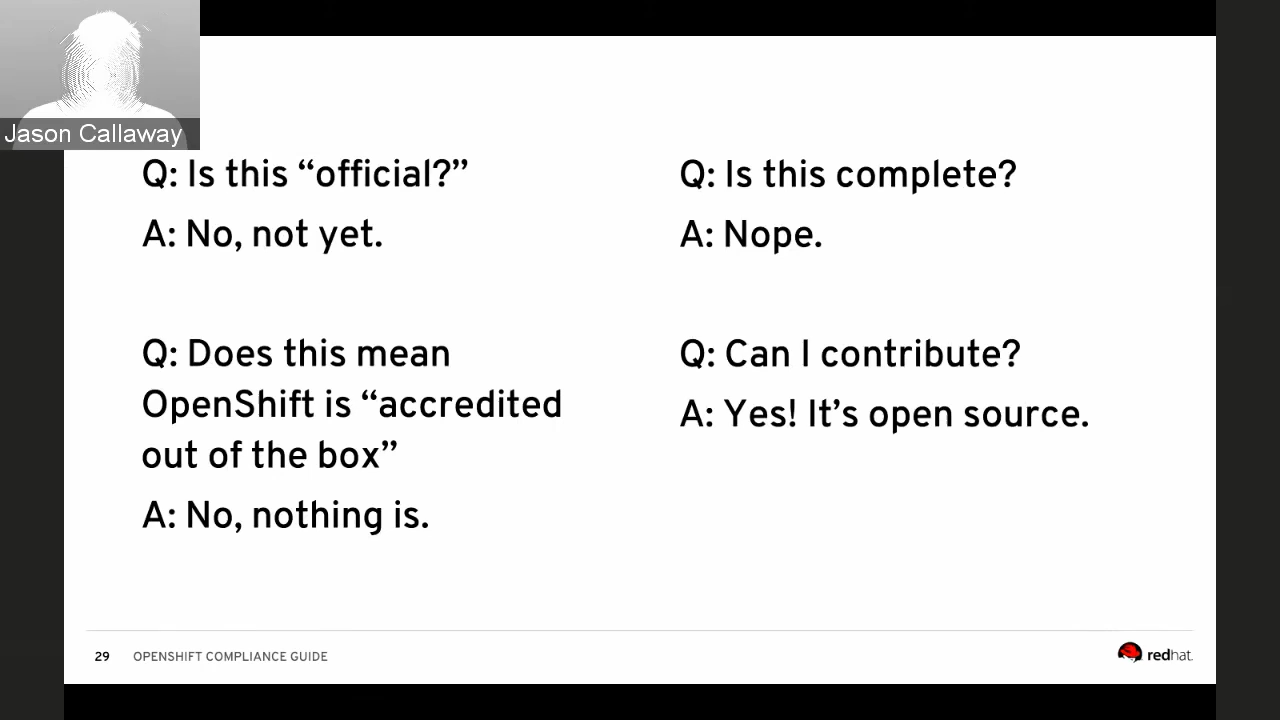 Jason Callaway
Q: Is this “official?”
A: No, not yet.
Q: Does this mean
OpenShift is “accredited
out of the box”
A: No, nothing is.
Q: Is this complete?
A: Nope.
Q: Can I contribute?
A: Yes! It’s open source.
29 OPENSHIFT COMPLIANCE GUIDE
redhat.